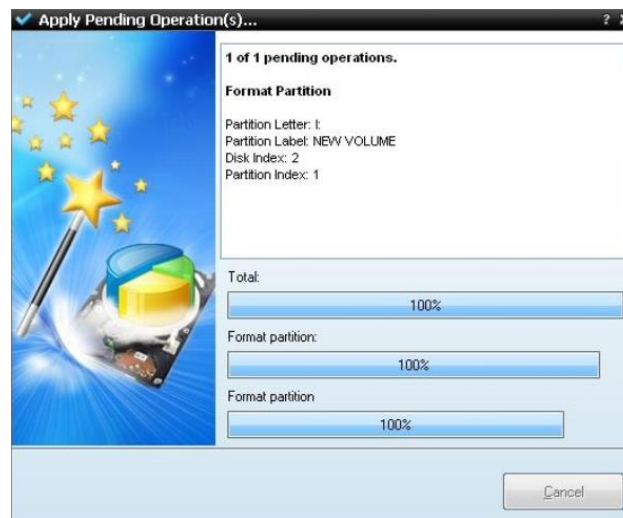 Apply Pending Operation(s)...
?
1 of 1 pending operations.
Format Partition
Partition Letter: I:
Partition Label: NEW VOLUME
Disk Index: 2
Partition Index: 1
Total:
100%
Format partition:
100%
Format partition
100%
Cancel